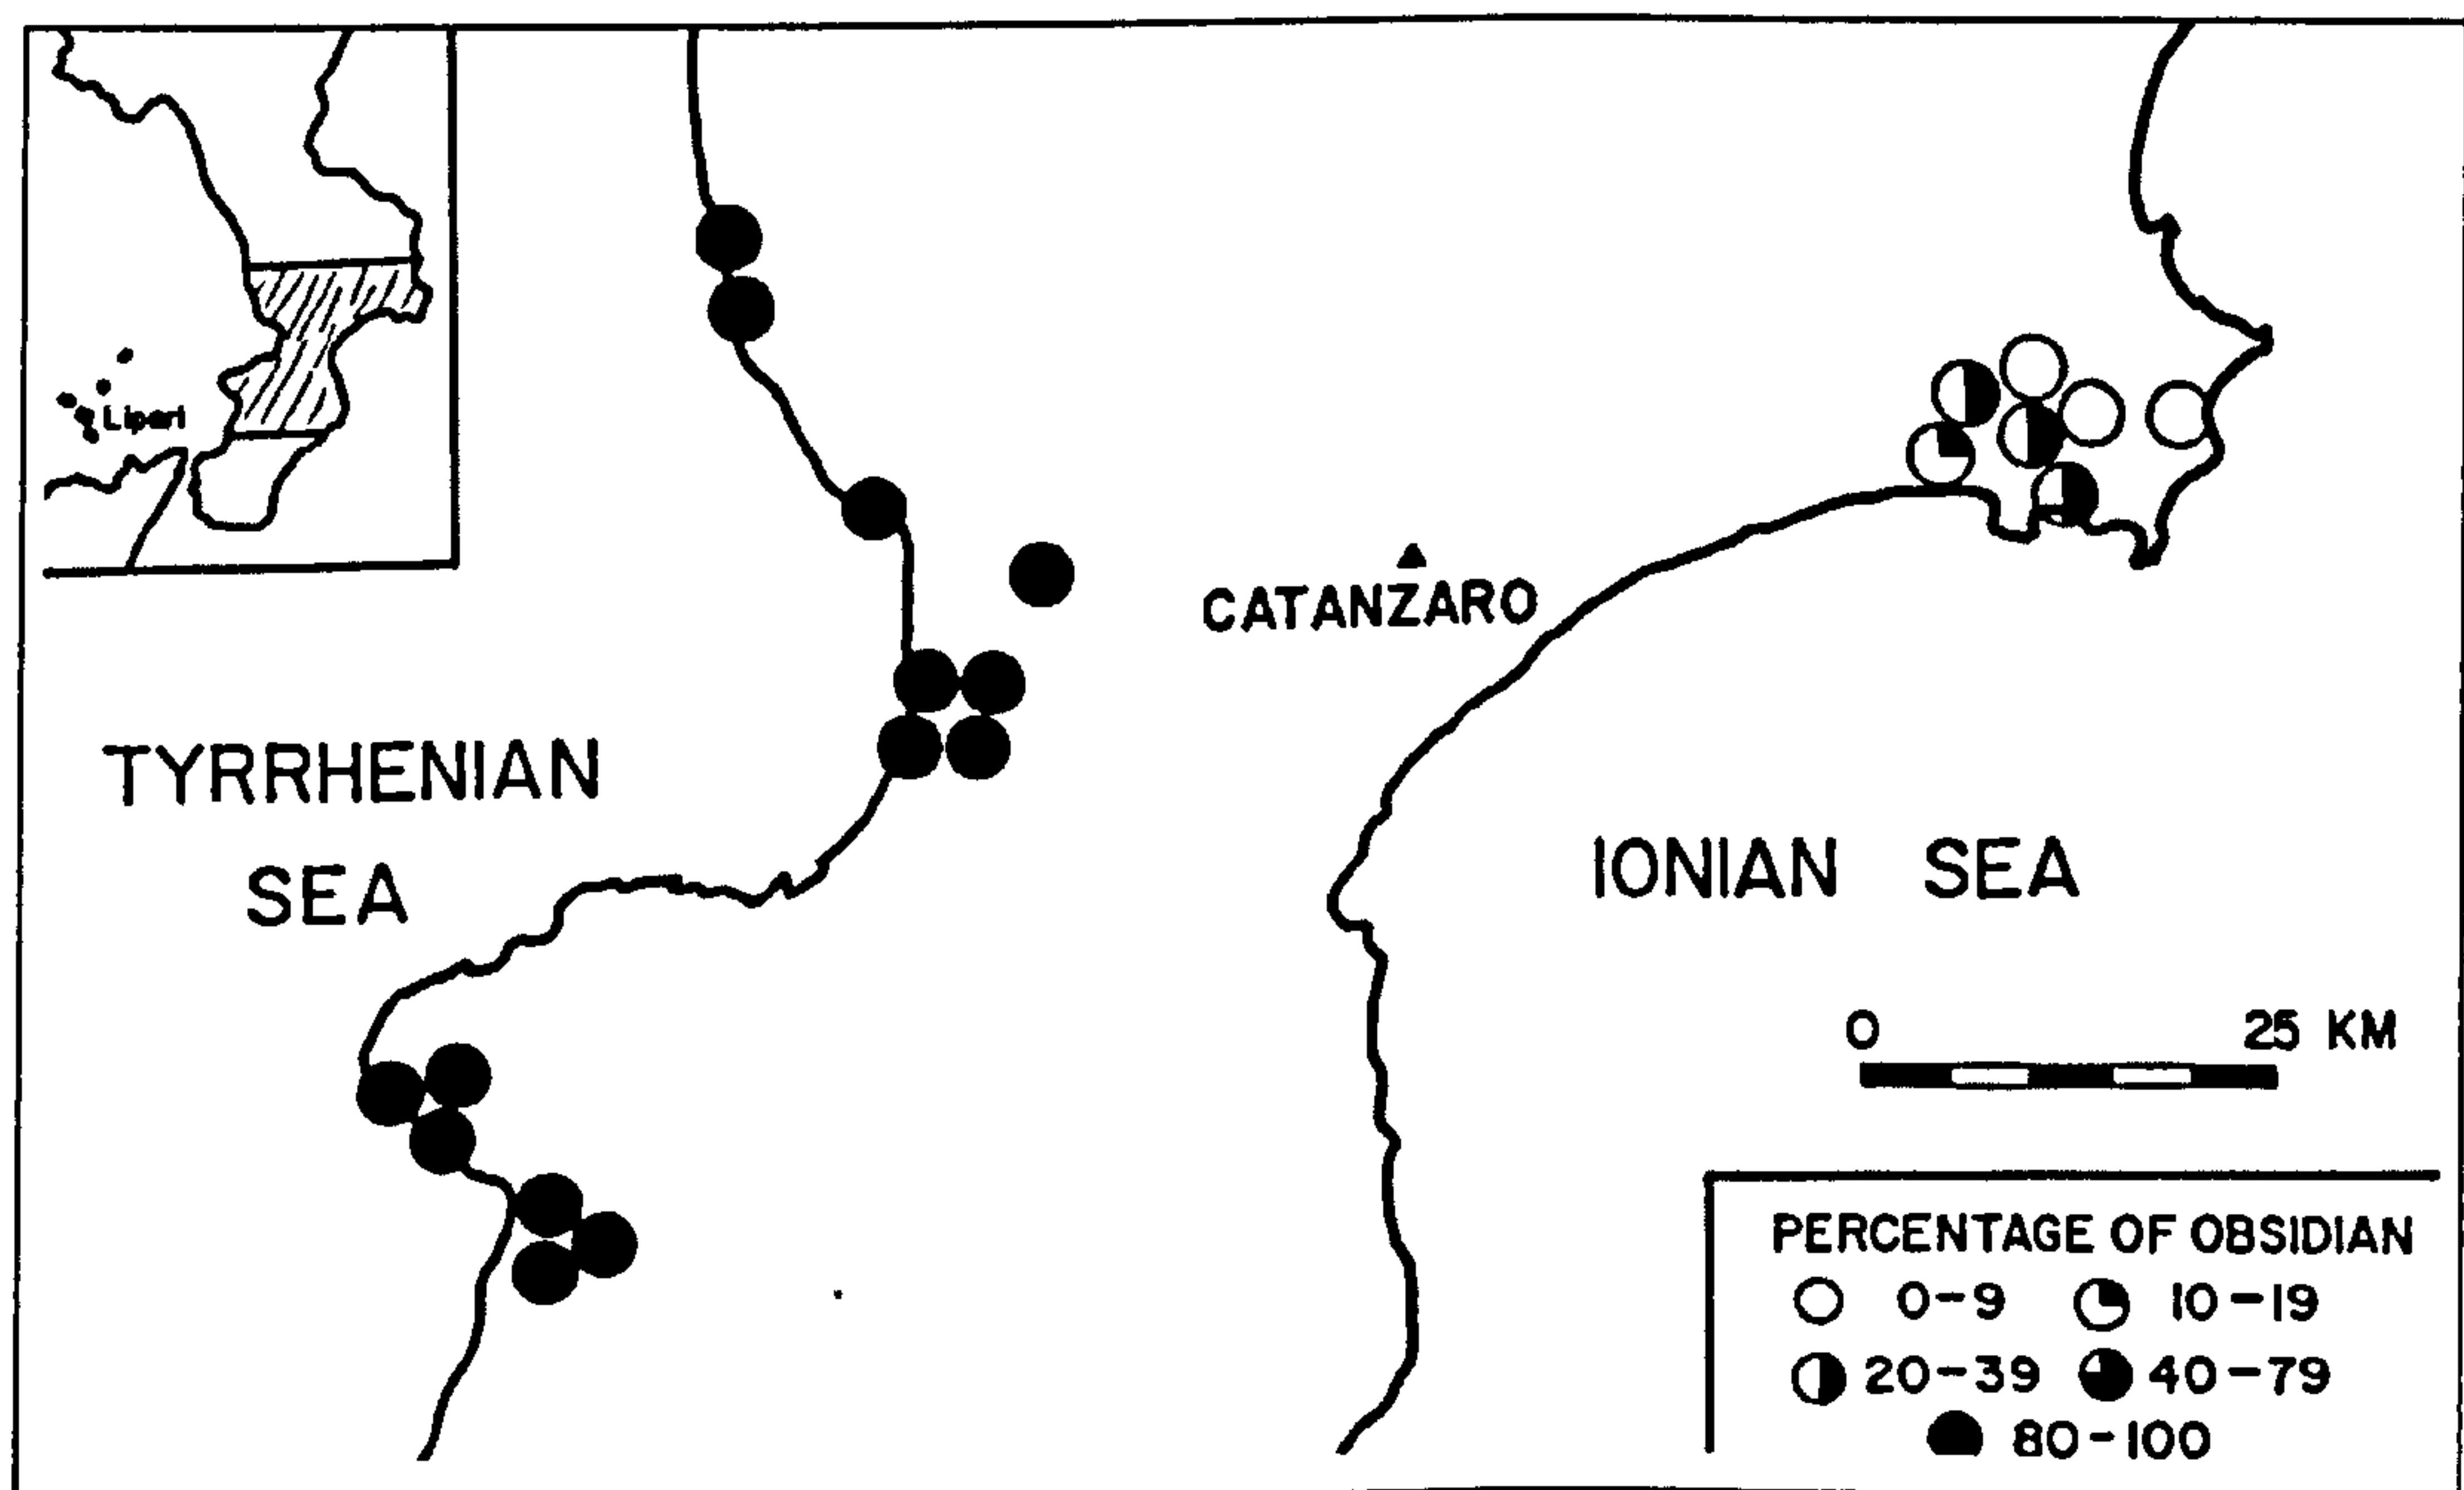 Lipari
CATANZARO
TYRRHENIAN
SEA
IONIAN SEA
0 25 KM
PERCENTAGE OF OBSIDIAN
0-9 10-19
20-39 40-79
80-100